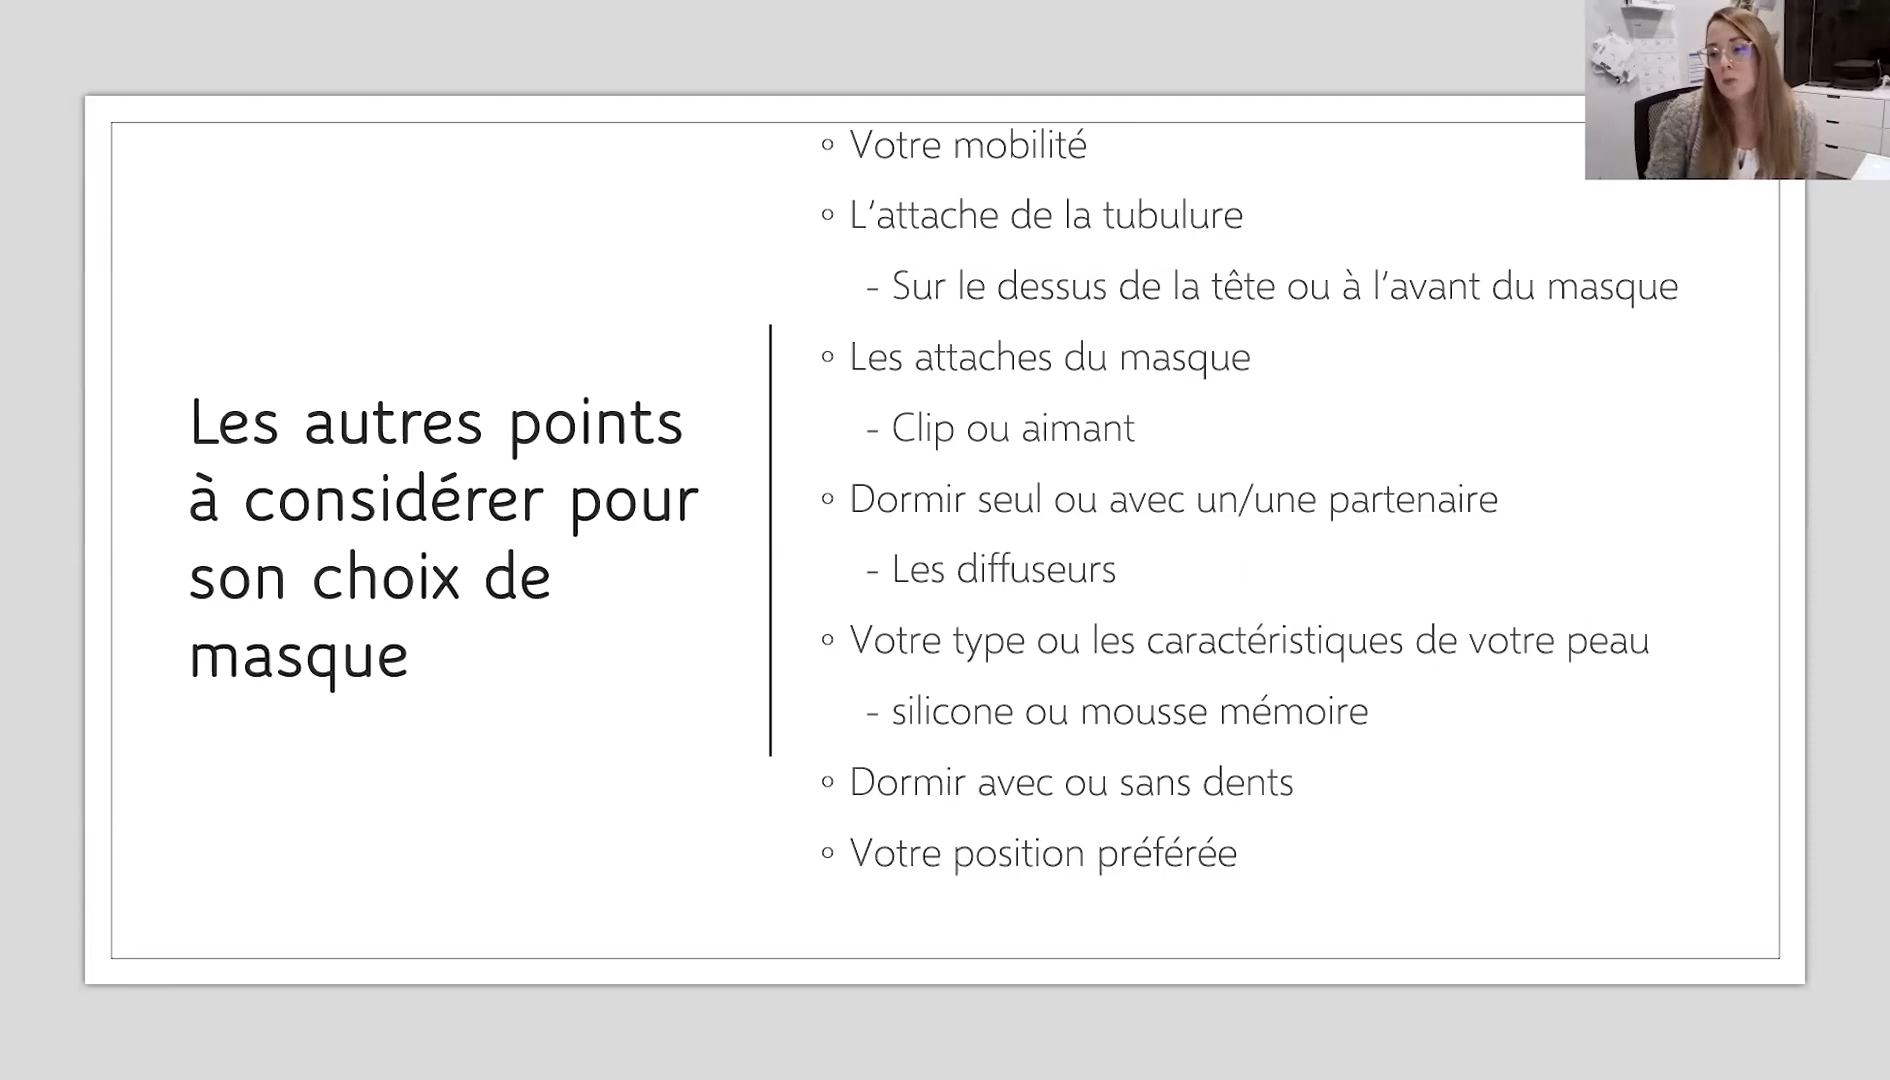 Les autres points
à considérer pour
son choix de
masque
◦ Votre mobilité
◦ L'attache de la tubulure
- Sur le dessus de la tête ou à l'avant du masque
◦ Les attaches du masque
- Clip ou aimant
◦ Dormir seul ou avec un/une partenaire
- Les diffuseurs
◦ Votre type ou les caractéristiques de votre peau
- silicone ou mousse mémoire
◦ Dormir avec ou sans dents
◦ Votre position préférée